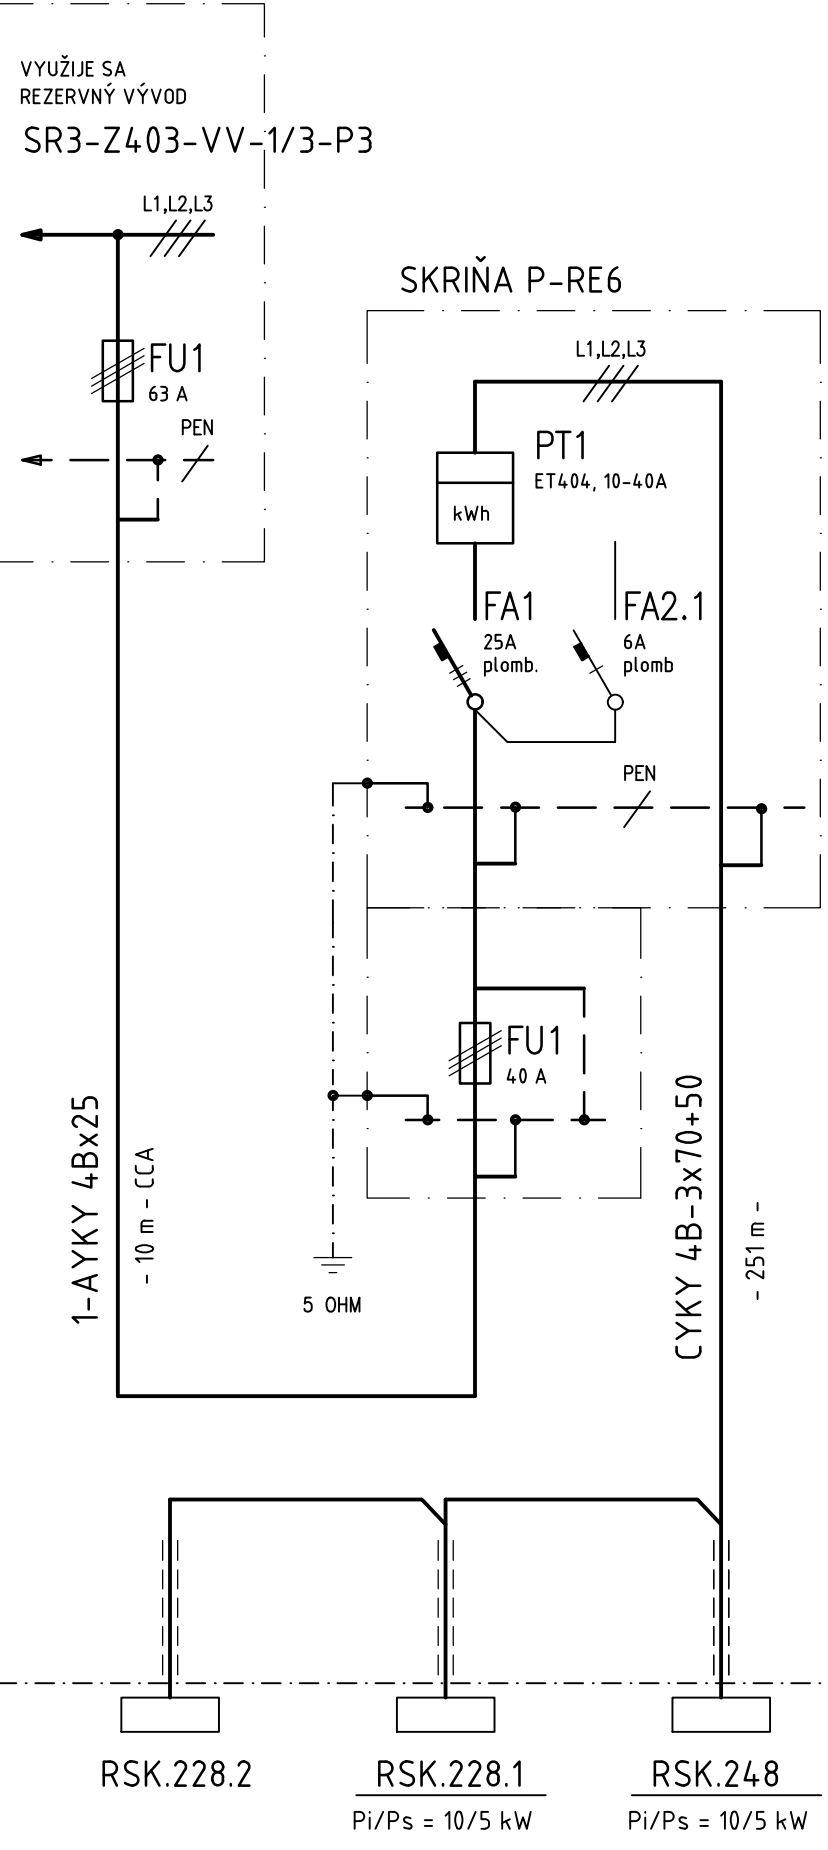 VYUŽIJE SA
REZERVNÝ VÝVOD
SR3-Z403-VV-1/3-P3
L1,L2,L3
FU1
63 A
PEN
SKRIŇA P-RE6
L1,L2,L3
PT1
ET404, 10-40A
kWh
FA1
25A
plomb.
FA2.1
6A
plomb
PEN
FU1
40 A
1-AYKY 4Bx25
- 10 m - CCA
5 OHM
CYKY 4B-3x70+50
- 251 m -
RSK.228.2
RSK.228.1
Pi/Ps = 10/5 kW
RSK.248
Pi/Ps = 10/5 kW